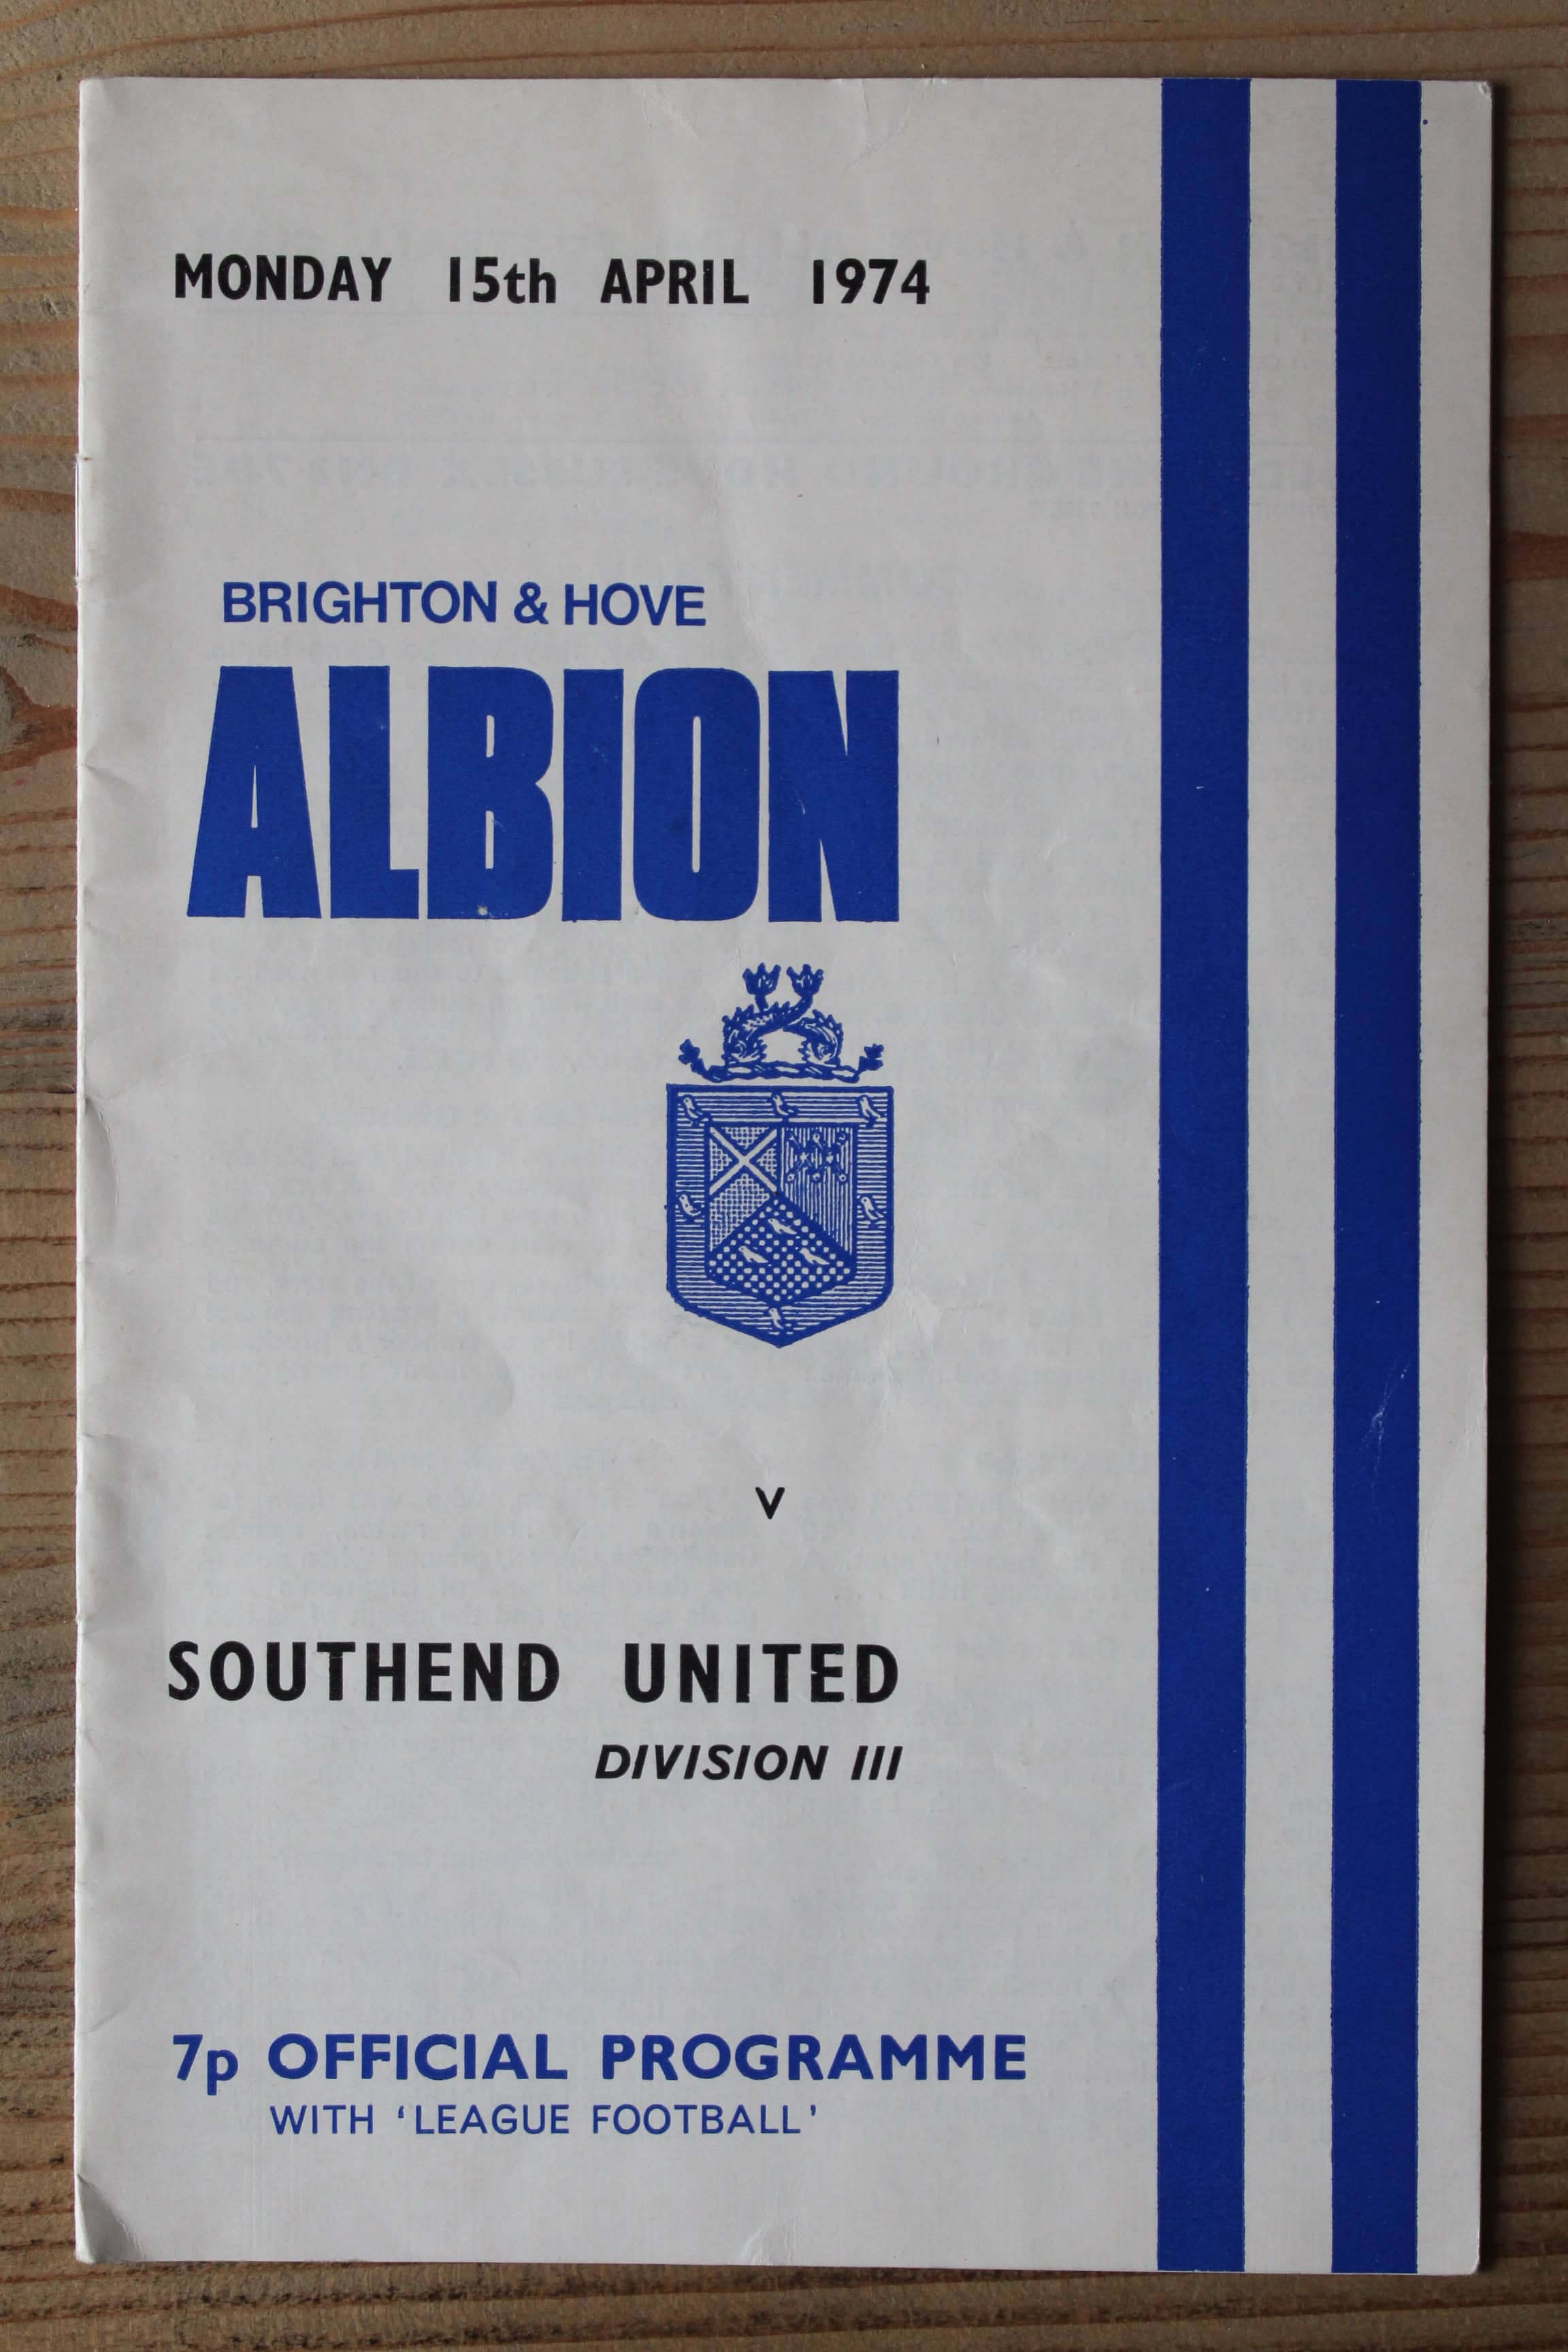 MONDAY 15th APRIL 1974
BRIGHTON & HOVE
ALBION
V
SOUTHEND UNITED
DIVISION III
7p OFFICIAL PROGRAMME
WITH 'LEAGUE FOOTBALL'